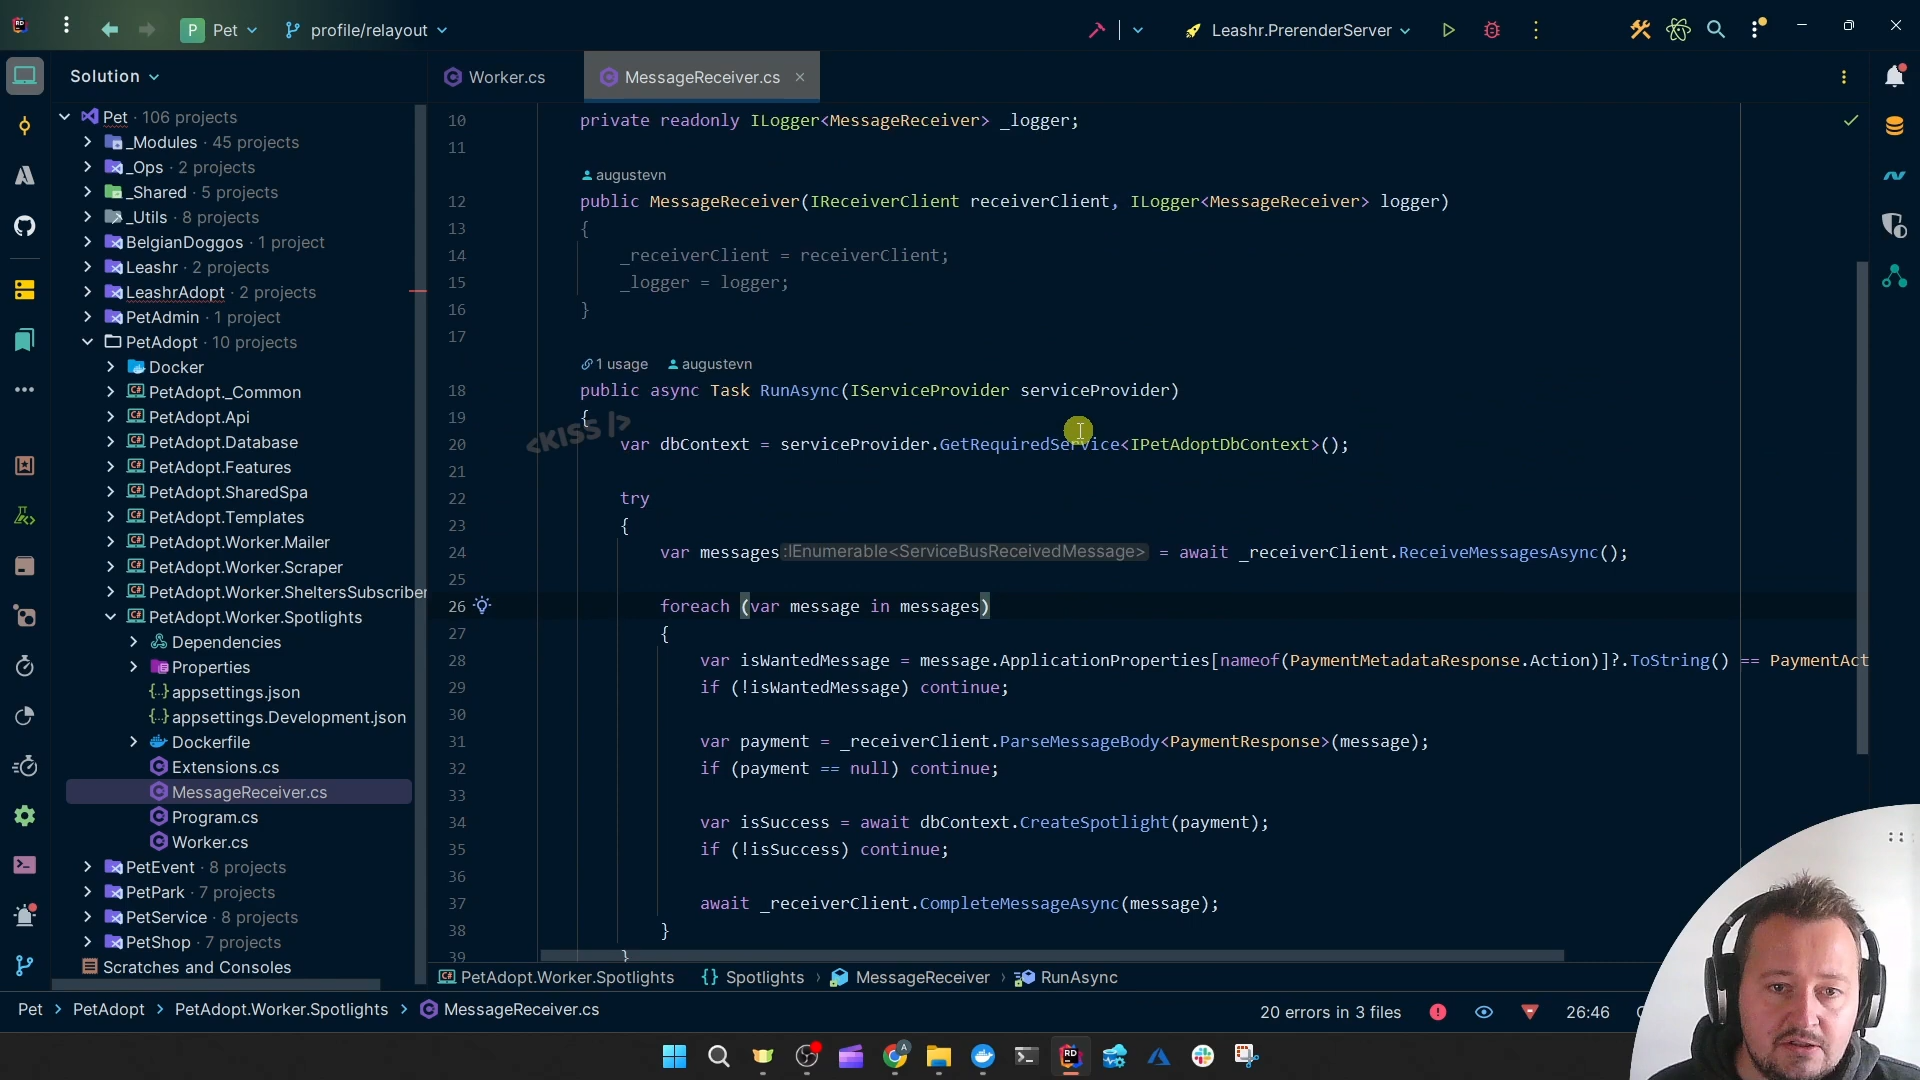 Pet
profile/relayout
Leashr.PrerenderServer
Solution
Worker.cs
MessageReceiver.cs
Pet · 106 projects
_Modules · 45 projects
_Ops · 2 projects
_Shared · 5 projects
_Utils · 8 projects
BelgianDoggos · 1 project
Leashr · 2 projects
LeashrAdopt · 2 projects
PetAdmin · 1 project
PetAdopt · 10 projects
Docker
PetAdopt._Common
PetAdopt.Api
PetAdopt.Database
PetAdopt.Features
PetAdopt.SharedSpa
PetAdopt.Templates
PetAdopt.Worker.Mailer
PetAdopt.Worker.Scraper
PetAdopt.Worker.SheltersSubscriber
PetAdopt.Worker.Spotlights
Dependencies
Properties
appsettings.json
appsettings.Development.json
Dockerfile
Extensions.cs
MessageReceiver.cs
Program.cs
Worker.cs
PetEvent · 8 projects
PetPark · 7 projects
PetService · 8 projects
PetShop · 7 projects
Scratches and Consoles
10 private readonly ILogger<MessageReceiver> _logger;
11
augustevn
12 public MessageReceiver(IReceiverClient receiverClient, ILogger<MessageReceiver> logger)
13 {
14 _receiverClient = receiverClient;
15 _logger = logger;
16 }
17
1 usage augustevn
18 public async Task RunAsync(IServiceProvider serviceProvider)
19 {
<KISS />
20 var dbContext = serviceProvider.GetRequiredService<IPetAdoptDbContext>();
21
22 try
23 {
24 var messages :IEnumerable<ServiceBusReceivedMessage> = await _receiverClient.ReceiveMessagesAsync();
25
26 foreach (var message in messages)
27 {
28 var isWantedMessage = message.ApplicationProperties[nameof(PaymentMetadataResponse.Action)]?.ToString() == PaymentAct
29 if (!isWantedMessage) continue;
30
31 var payment = _receiverClient.ParseMessageBody<PaymentResponse>(message);
32 if (payment == null) continue;
33
34 var isSuccess = await dbContext.CreateSpotlight(payment);
35 if (!isSuccess) continue;
36
37 await _receiverClient.CompleteMessageAsync(message);
38 }
39 }
PetAdopt.Worker.Spotlights {} Spotlights › MessageReceiver › RunAsync
Pet > PetAdopt > PetAdopt.Worker.Spotlights > MessageReceiver.cs
20 errors in 3 files
26:46